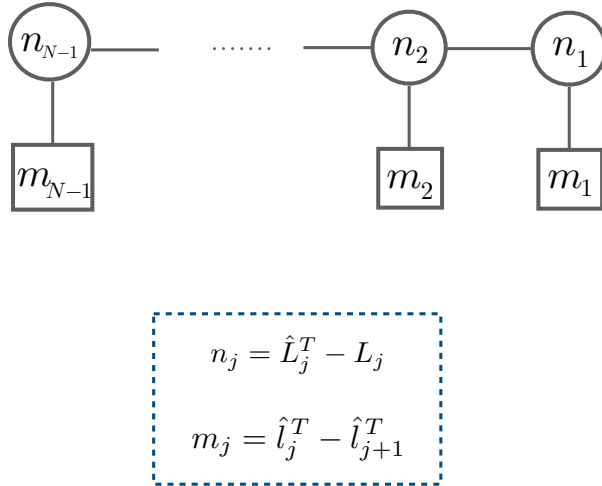 n_{N-1} ........ n_2 n_1
m_{N-1} m_2 m_1
n_j = \hat{L}_j^T - L_j
m_j = \hat{l}_j^T - \hat{l}_{j+1}^T